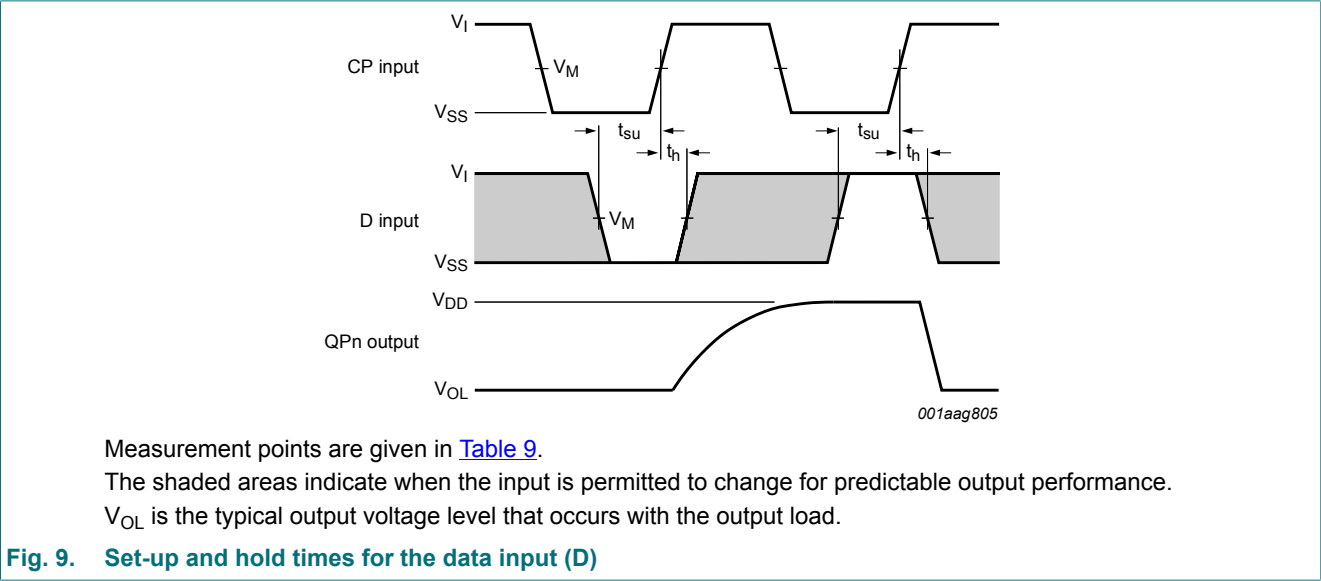 VI
CP input
VM
VSS
tsu
tsu
th
th
VI
D input
VM
VSS
VDD
QPn output
VOL
001aag805
Measurement points are given in Table 9.
The shaded areas indicate when the input is permitted to change for predictable output performance.
VOL is the typical output voltage level that occurs with the output load.
Fig. 9. Set-up and hold times for the data input (D)